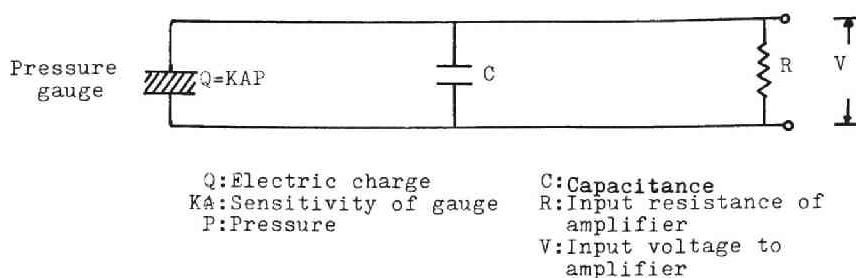 Pressure
gauge
Q=KAP
C
R
V
Q:Electric charge
KA:Sensitivity of gauge
P:Pressure
C:Capacitance
R:Input resistance of
amplifier
V:Input voltage to
amplifier